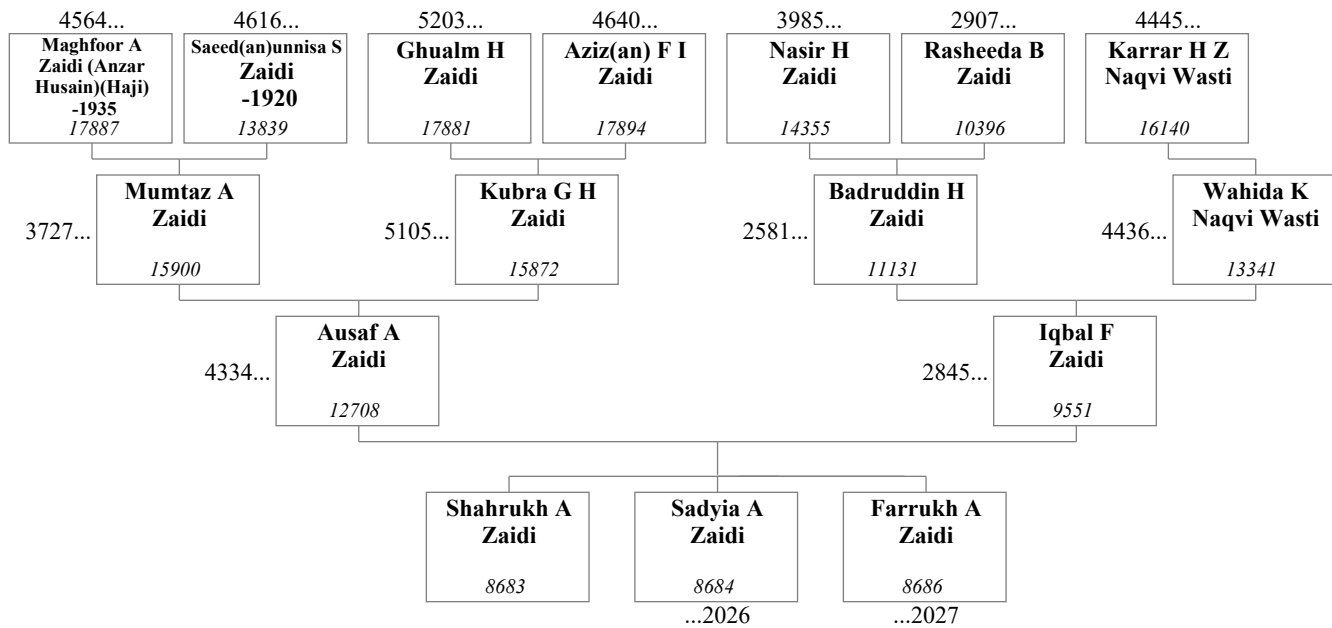 4564...
4616...
5203...
4640...
3985...
2907...
4445...
Maghfoor A
Zaidi (Anzar
Husain)(Haji)
-1935
17887
Saeed(an)unnisa S
Zaidi
-1920
13839
Ghualm H
Zaidi
17881
Aziz(an) F I
Zaidi
17894
Nasir H
Zaidi
14355
Rasheeda B
Zaidi
10396
Karrar H Z
Naqvi Wasti
16140
3727...
Mumtaz A
Zaidi
15900
5105...
Kubra G H
Zaidi
15872
2581...
Badruddin H
Zaidi
11131
4436...
Wahida K
Naqvi Wasti
13341
4334...
Ausaf A
Zaidi
12708
2845...
Iqbal F
Zaidi
9551
Shahrukh A
Zaidi
8683
Sadyia A
Zaidi
8684
...2026
Farrukh A
Zaidi
8686
...2027